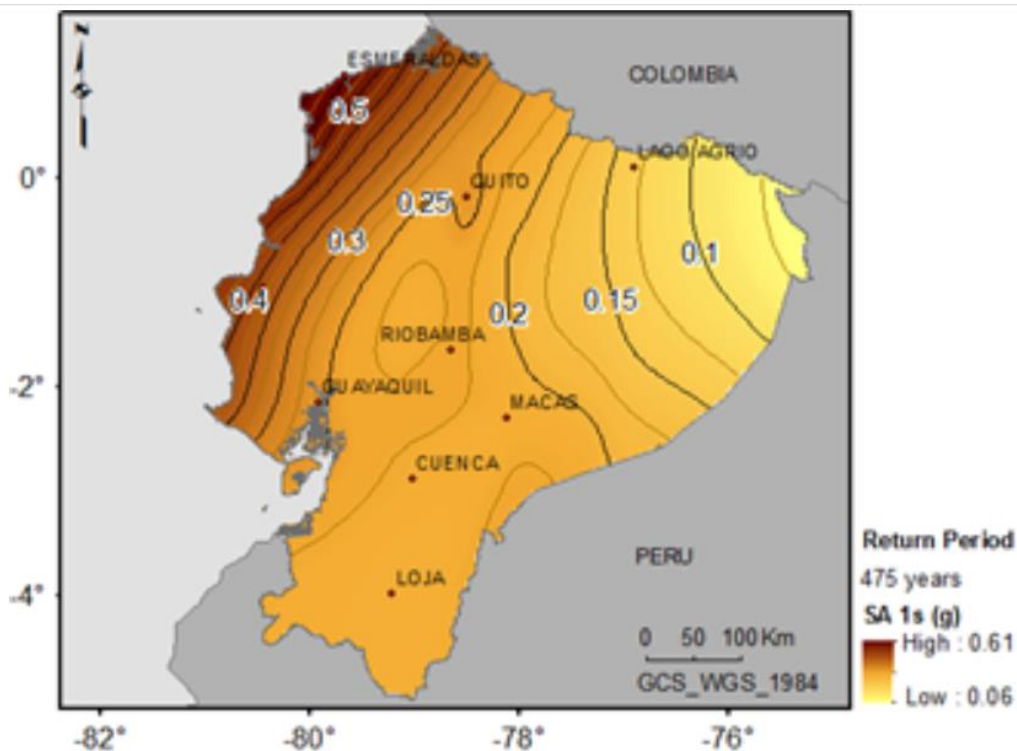 ESMERALDAS
COLOMBIA
0.5
LAGO AGRIO
0°
QUITO
0.25
0.3
0.1
0.4
0.15
0.2
RIOBAMBA
-2°
GUAYAQUIL
MACAS
CUENCA
PERU
Return Period
475 years
LOJA
-4°
SA 1s (g)
0 50 100 Km
High : 0.61
GCS_WGS_1984
Low : 0.06
-82° -80° -78° -76°